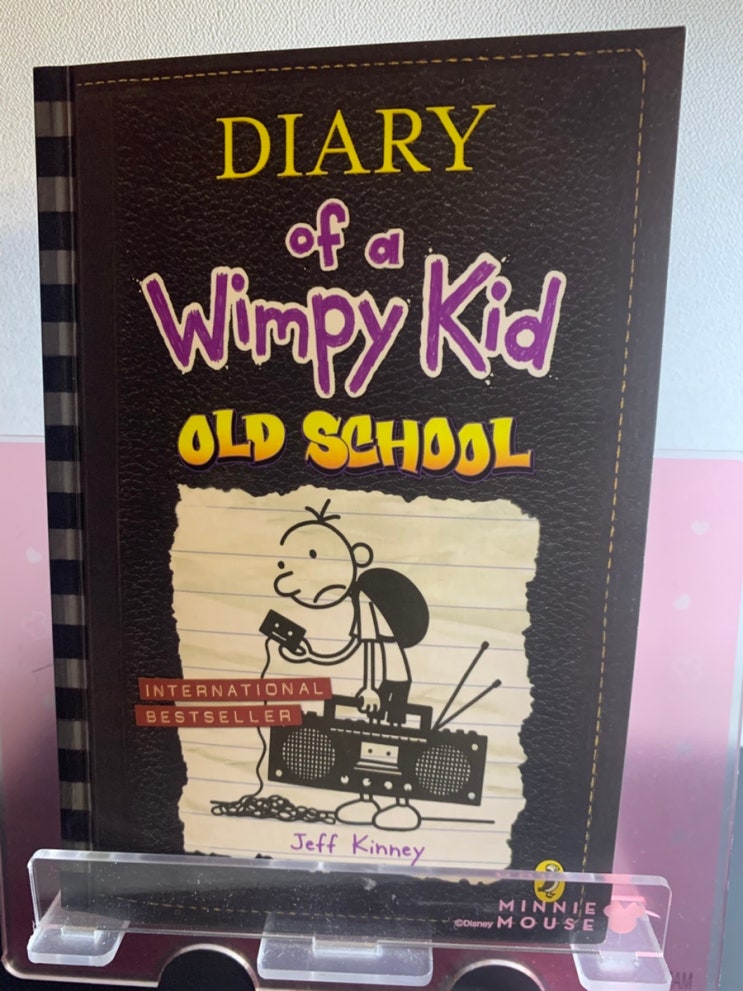 DIARY
of a
Wimpy Kid
OLD SCHOOL
INTERNATIONAL
BESTSELLER
Jeff Kinney
MINNIE
©Disney MOUSE